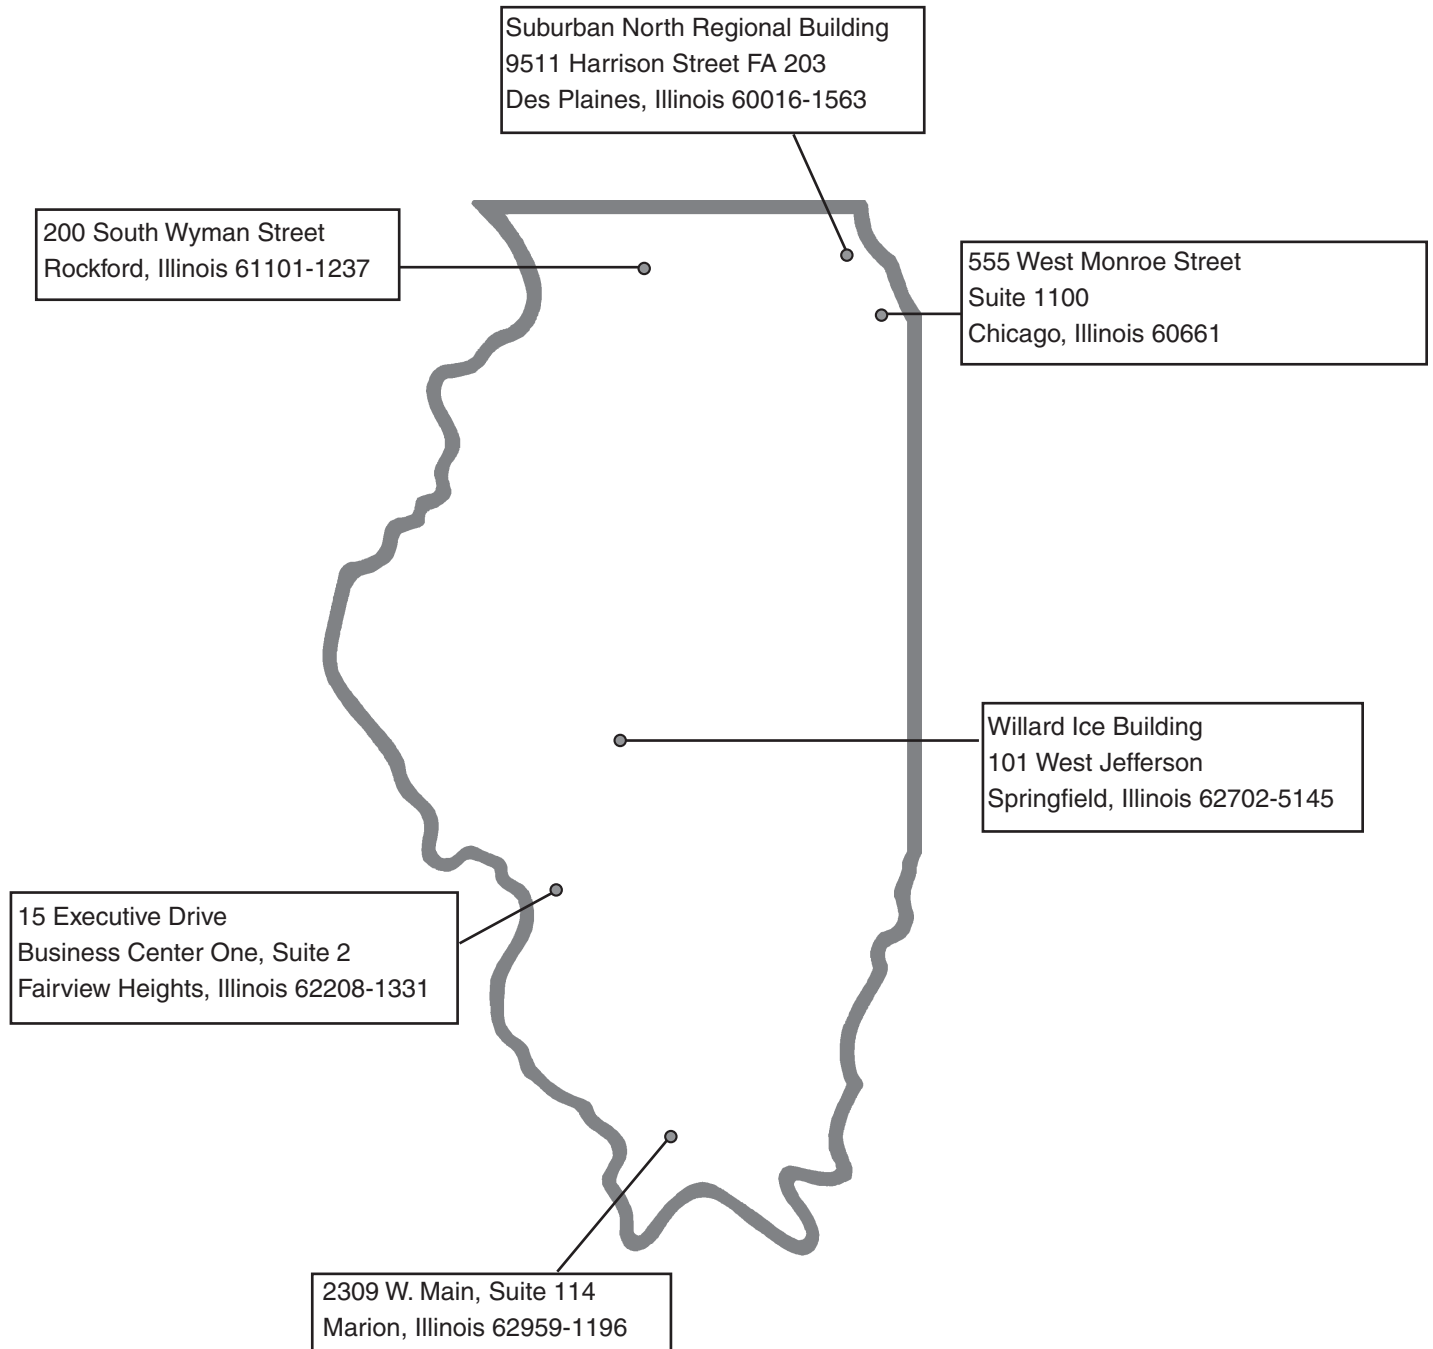 Suburban North Regional Building
9511 Harrison Street FA 203
Des Plaines, Illinois 60016-1563
200 South Wyman Street
Rockford, Illinois 61101-1237
555 West Monroe Street
Suite 1100
Chicago, Illinois 60661
Willard Ice Building
101 West Jefferson
Springfield, Illinois 62702-5145
15 Executive Drive
Business Center One, Suite 2
Fairview Heights, Illinois 62208-1331
2309 W. Main, Suite 114
Marion, Illinois 62959-1196